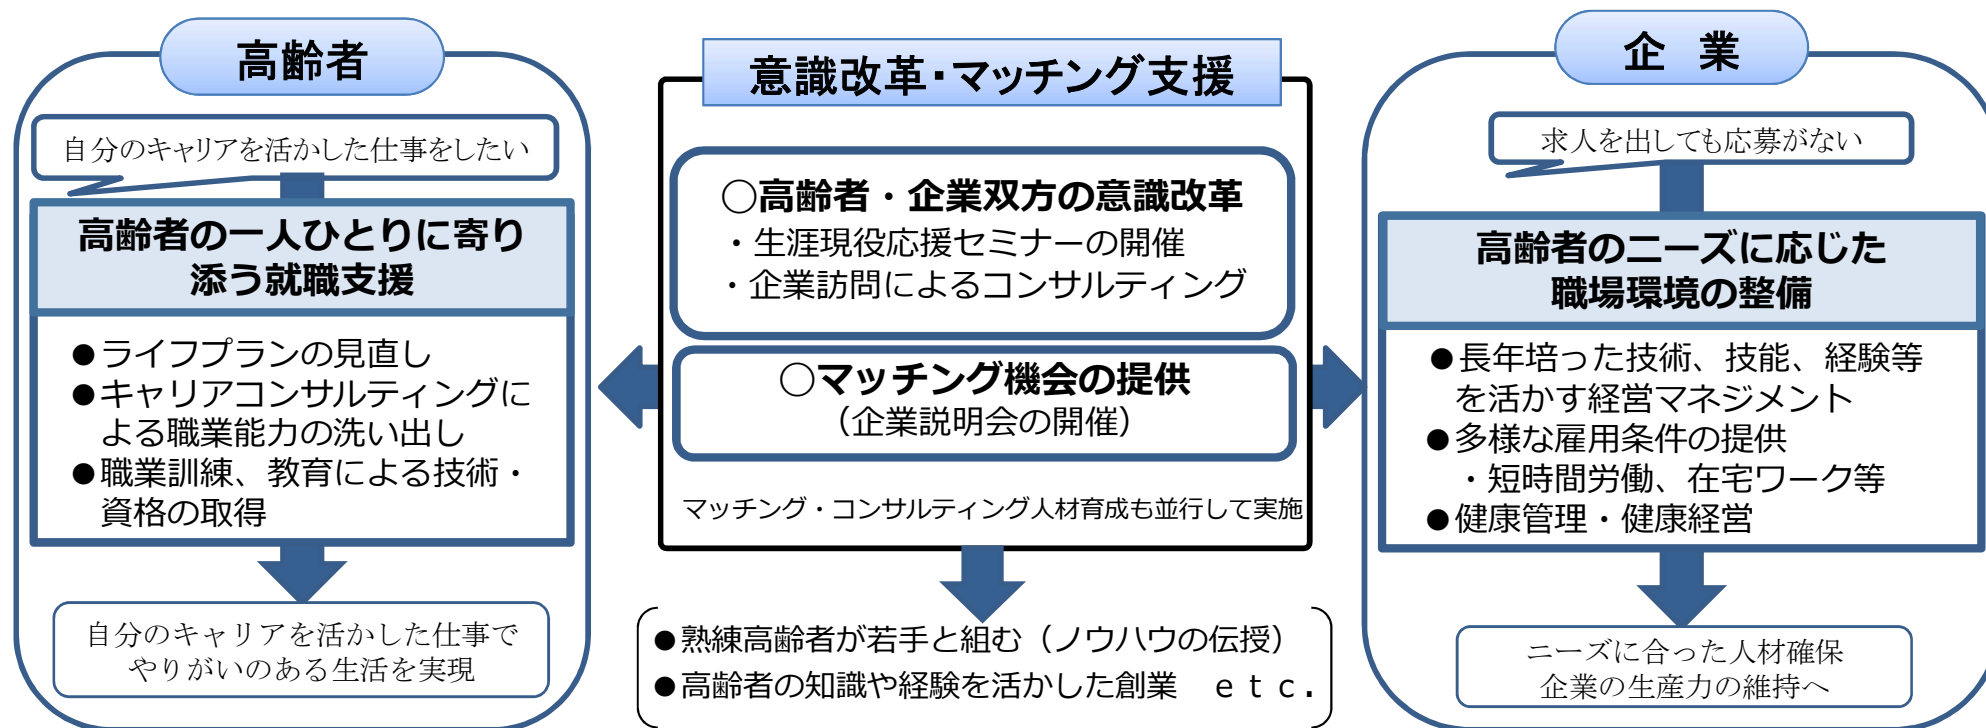 高齢者
自分のキャリアを活かした仕事をしたい
高齢者の一人ひとりに寄り
添う就職支援
●ライフプランの見直し
●キャリアコンサルティングに
よる職業能力の洗い出し
●職業訓練、教育による技術・
資格の取得
自分のキャリアを活かした仕事で
やりがいのある生活を実現
意識改革・マッチング支援
○高齢者・企業双方の意識改革
・生涯現役応援セミナーの開催
・企業訪問によるコンサルティング
○マッチング機会の提供
（企業説明会の開催）
マッチング・コンサルティング人材育成も並行して実施
●熟練高齢者が若手と組む（ノウハウの伝授）
●高齢者の知識や経験を活かした創業　ｅｔｃ.
企　業
求人を出しても応募がない
高齢者のニーズに応じた
職場環境の整備
●長年培った技術、技能、経験等
を活かす経営マネジメント
●多様な雇用条件の提供
・短時間労働、在宅ワーク等
●健康管理・健康経営
ニーズに合った人材確保
企業の生産力の維持へ